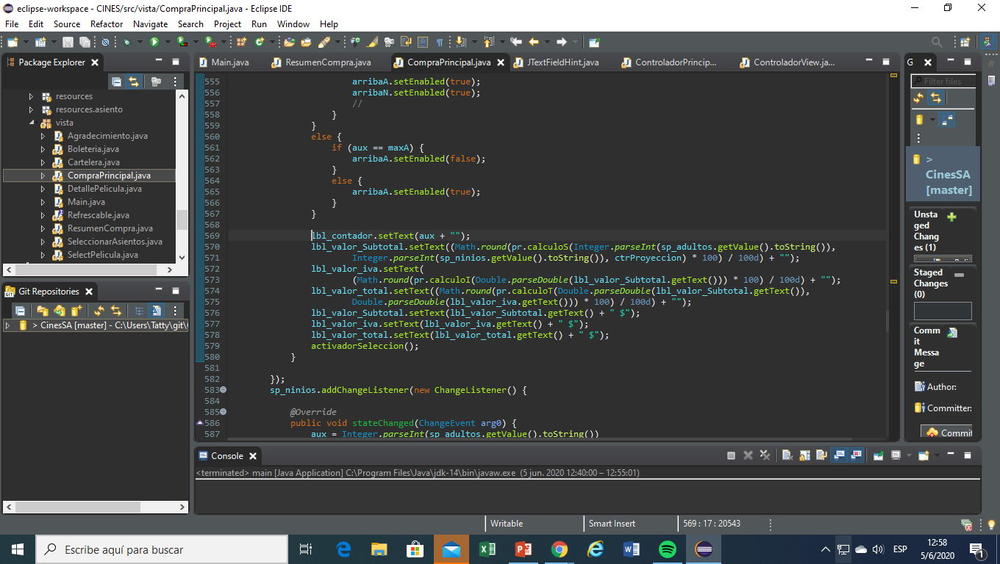 eclipse-workspace - CINES/src/vista/CompraPrincipal.java - Eclipse IDE
File Edit Source Refactor Navigate Search Project Run Window Help
Package Explorer
Main.java ResumenCompra.java CompraPrincipal.java JTextFieldHint.java ControladorPrincip... ControladorView.ja...
G
Filter files
resources
resources.asiento
vista
Agradecimiento.java
Boleteria.java
Cartelera.java
CompraPrincipal.java
DetallePelicula.java
Main.java
Refrescable.java
ResumenCompra.java
SeleccionarAsientos.java
SelectPelicula.java
Git Repositories
> CinesSA [master] - C:\Users\Tatty\git\
555 arribaA.setEnabled(true);
556 arribaN.setEnabled(true);
557 //
558 }
559 }
560 else {
561 if (aux == maxA) {
562 arribaA.setEnabled(false);
563 }
564 else {
565 arribaA.setEnabled(true);
566 }
567 }
568
569 lbl_contador.setText(aux + "");
570 lbl_valor_Subtotal.setText((Math.round(pr.calculoS(Integer.parseInt(sp_adultos.getValue().toString()),
571 Integer.parseInt(sp_ninios.getValue().toString()), ctrProyeccion) * 100) / 100d) + "");
572 lbl_valor_iva.setText(
573 (Math.round(pr.calculoI(Double.parseDouble(lbl_valor_Subtotal.getText())) * 100) / 100d) + "");
574 lbl_valor_total.setText((Math.round(pr.calculoT(Double.parseDouble(lbl_valor_Subtotal.getText()),
575 Double.parseDouble(lbl_valor_iva.getText())) * 100) / 100d) + "");
576 lbl_valor_Subtotal.setText(lbl_valor_Subtotal.getText() + " $");
577 lbl_valor_iva.setText(lbl_valor_iva.getText() + " $");
578 lbl_valor_total.setText(lbl_valor_total.getText() + " $");
579 activadorSeleccion();
580 }
581
582 });
583 sp_ninios.addChangeListener(new ChangeListener() {
584
585 @Override
586 public void stateChanged(ChangeEvent arg0) {
587 aux = Integer.parseInt(sp_adultos.getValue().toString())
>
CinesSA
[master]
Unsta
ged
Chang
es (1)
Staged
Changes
(0)
Comm
it
Messa
ge
Author:
Committer:
Commit
Console
<terminated> main [Java Application] C:\Program Files\Java\jdk-14\bin\javaw.exe (5 jun. 2020 12:40:00 – 12:55:01)
Writable Smart Insert 569 : 17 : 20543
Escribe aquí para buscar
ESP
12:58
5/6/2020
1